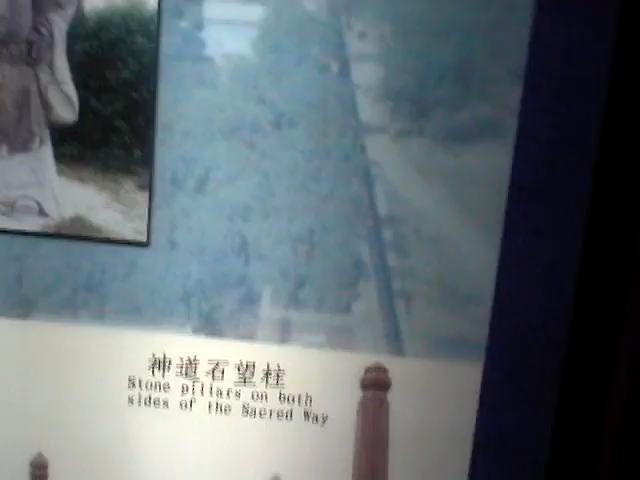 神道石望柱
Stone pillars on both
sides of the Sacred Way